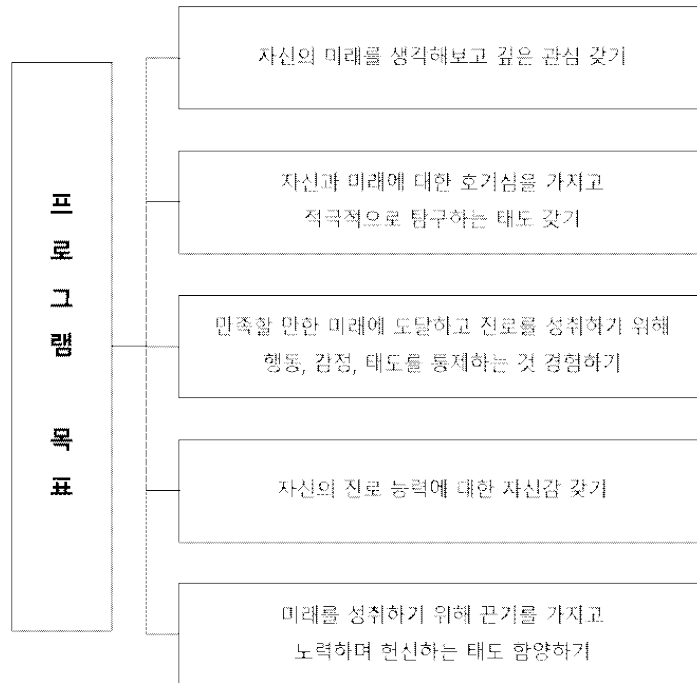 프로그램 목표
자신의 미래를 생각해보고 깊은 관심 갖기
자신과 미래에 대한 호기심을 가지고
적극적으로 탐구하는 태도 갖기
만족할 만한 미래에 도달하고 진로를 성취하기 위해
행동, 감정, 태도를 통제하는 것 경험하기
자신의 진로 능력에 대한 자신감 갖기
미래를 성취하기 위해 끈기를 가지고
노력하며 헌신하는 태도 함양하기